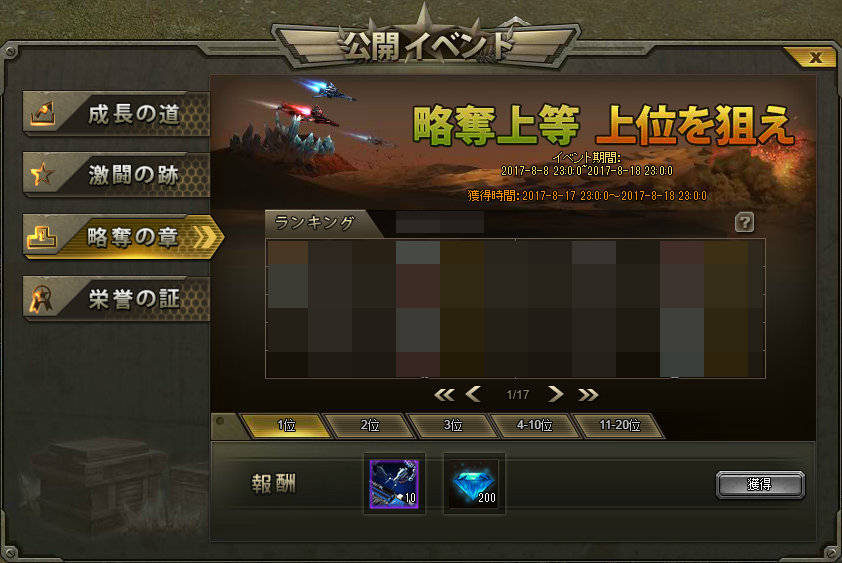 公開イベント
X
成長の道
激闘の跡
略奪の章
栄誉の証
略奪上等 上位を狙え
イベント期間:
2017-8-8 23:0:0~2017-8-18 23:0:0
獲得時間: 2017-8-17 23:0:0~2017-8-18 23:0:0
ランキング
?
1/17
1位
2位
3位
4-10位
11-20位
報酬
10
200
獲得